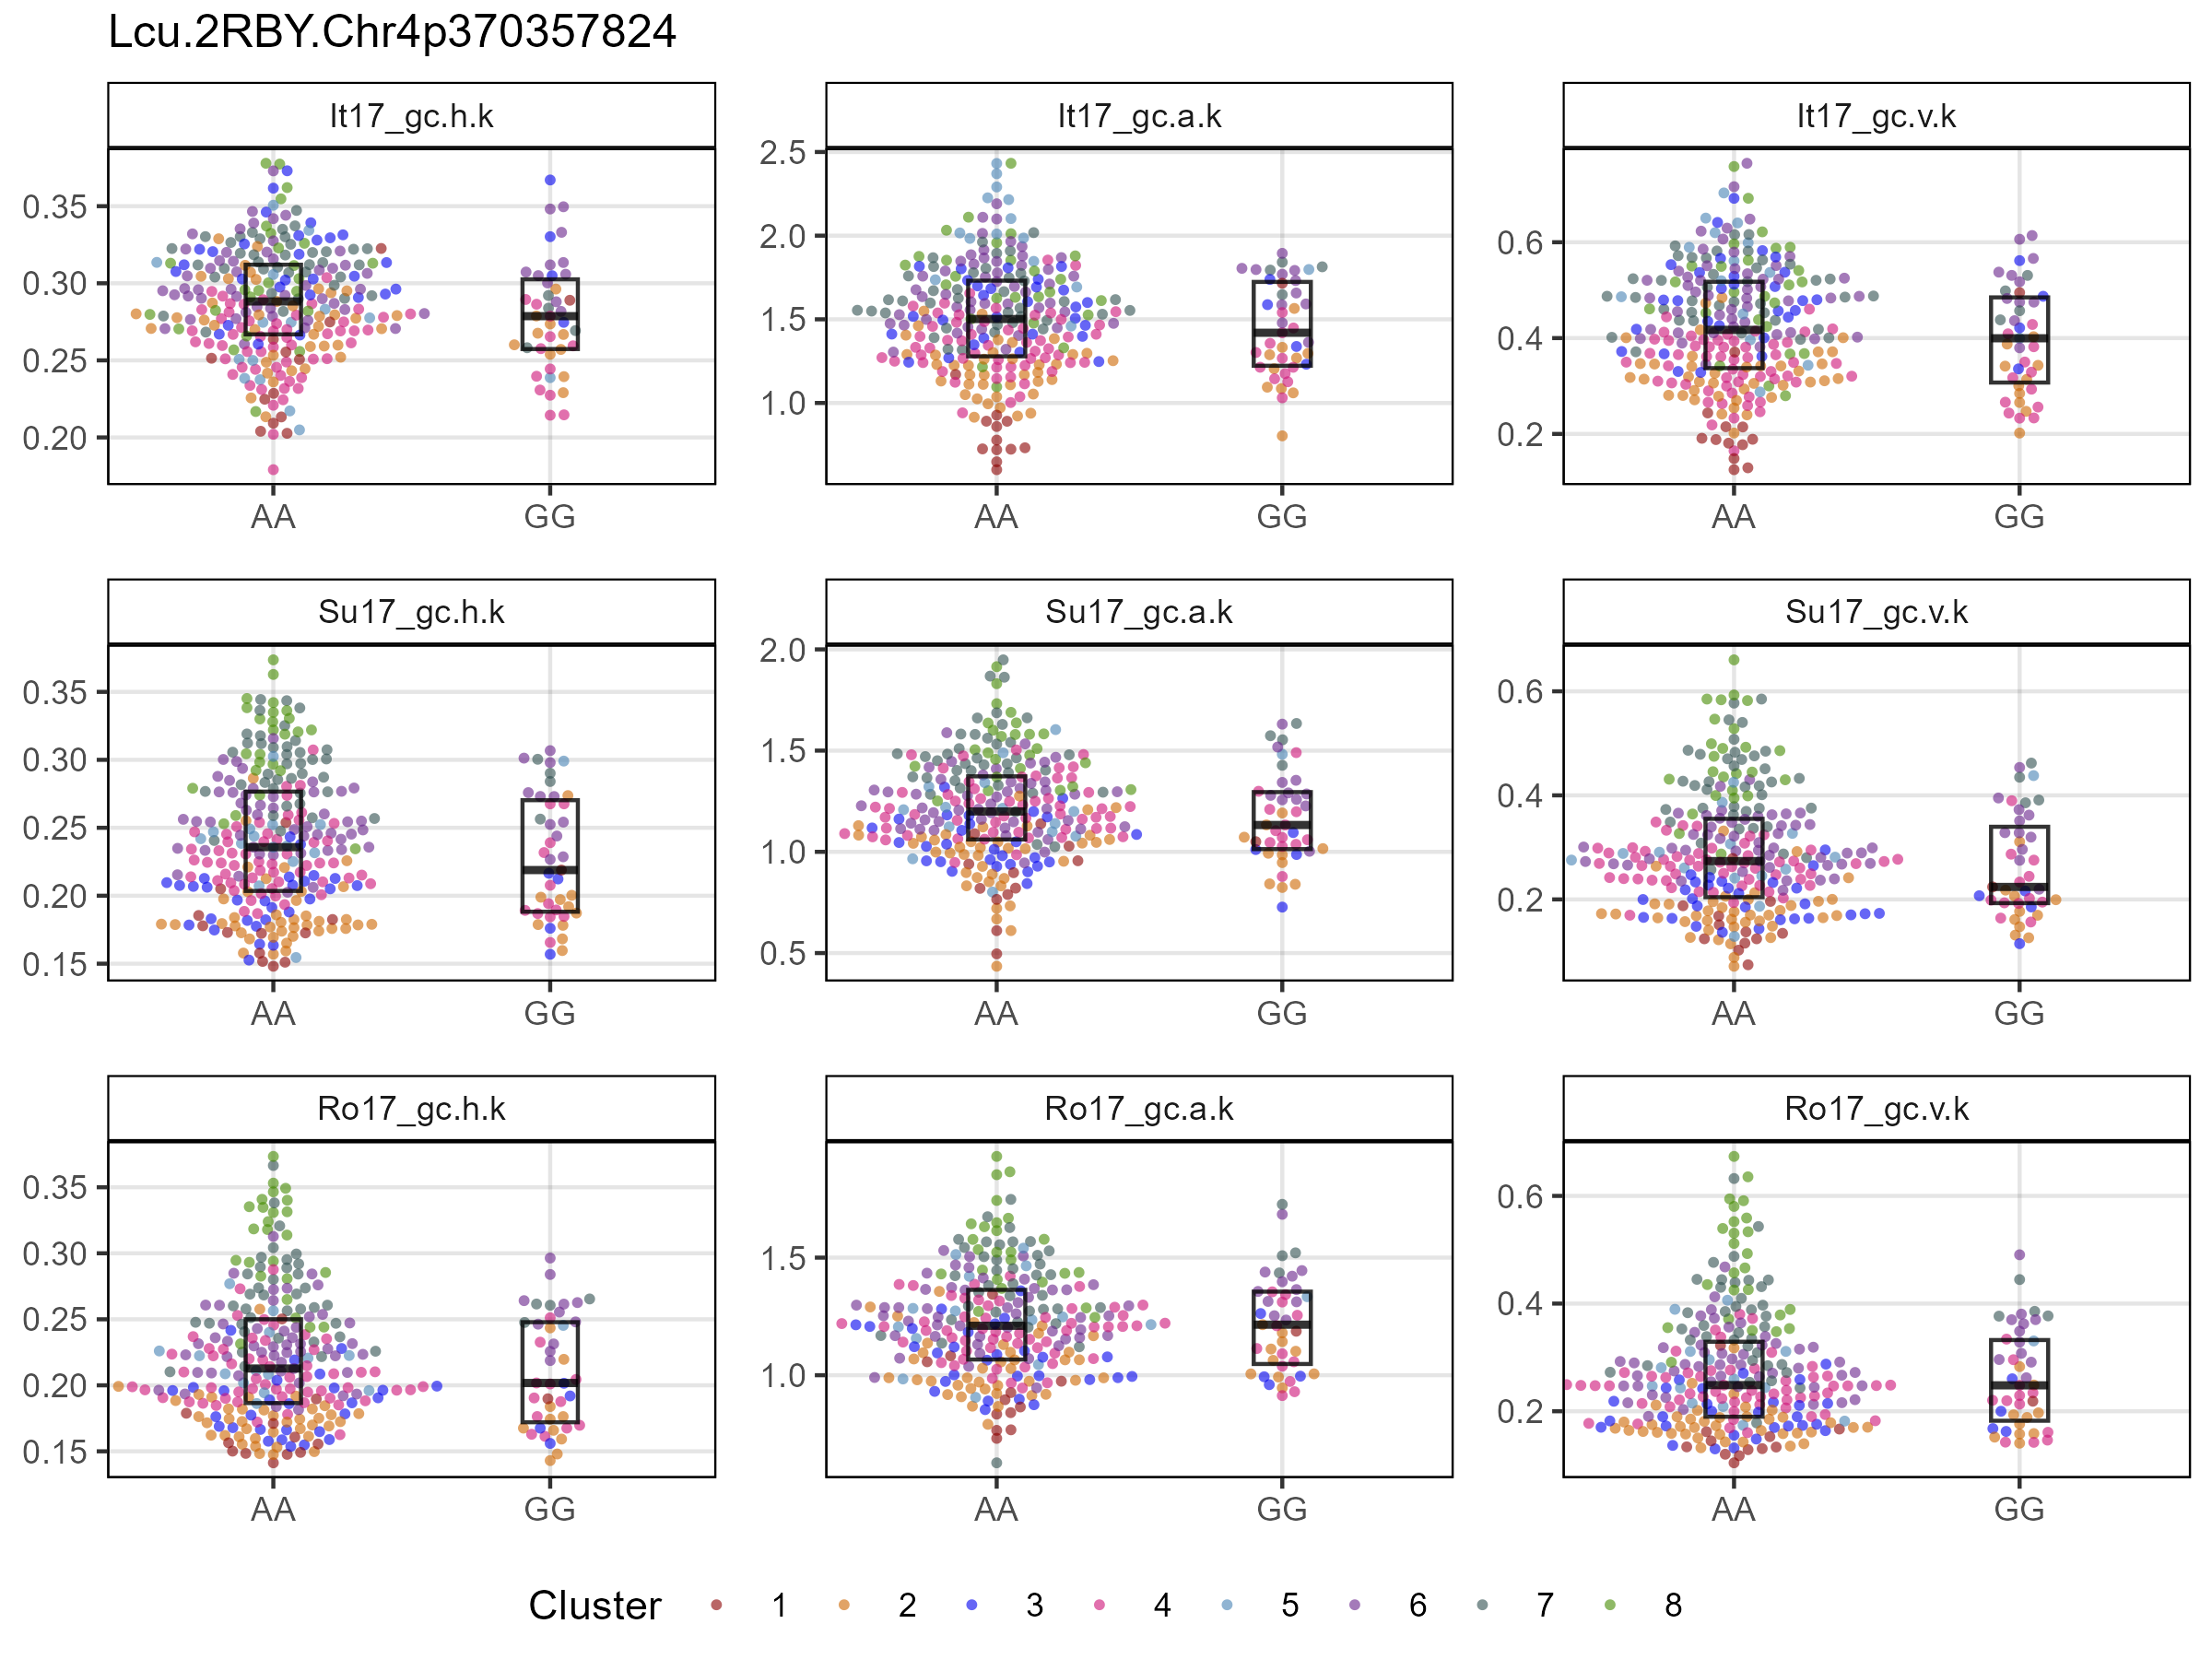 Lcu.2RBY.Chr4p370357824
It17_gc.h.k
It17_gc.a.k
It17_gc.v.k
0.35
0.30
0.25
0.20
AA
GG
2.5
2.0
1.5
1.0
AA
GG
0.6
0.4
0.2
AA
GG
Su17_gc.h.k
Su17_gc.a.k
Su17_gc.v.k
0.35
0.30
0.25
0.20
0.15
AA
GG
2.0
1.5
1.0
0.5
AA
GG
0.6
0.4
0.2
AA
GG
Ro17_gc.h.k
Ro17_gc.a.k
Ro17_gc.v.k
0.35
0.30
0.25
0.20
0.15
AA
GG
1.5
1.0
AA
GG
0.6
0.4
0.2
AA
GG
Cluster 1 2 3 4 5 6 7 8